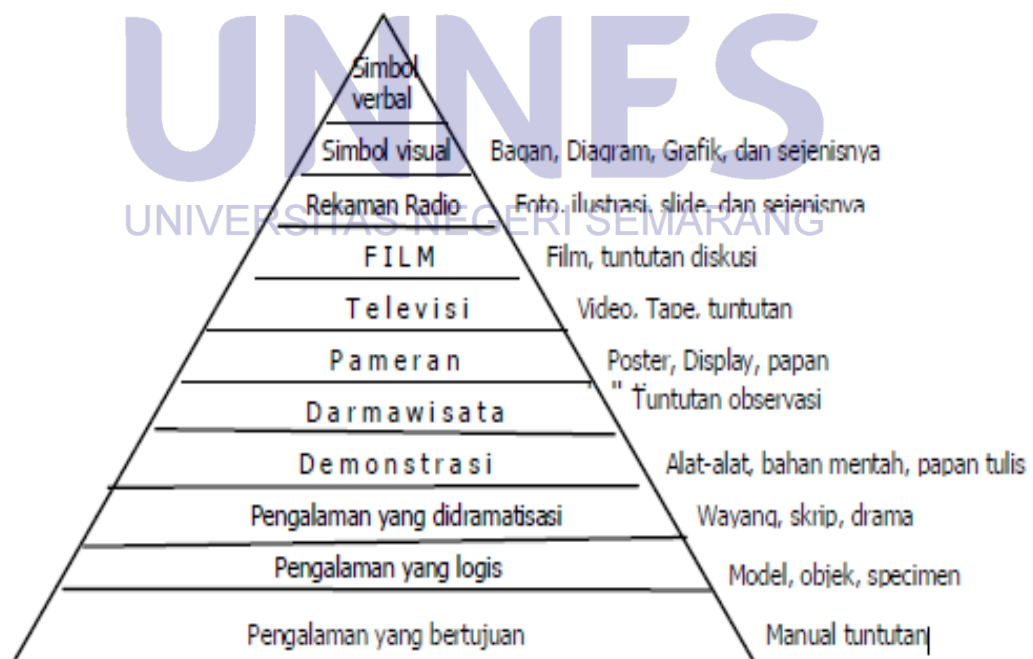 UNNES
UNIVERSITAS NEGERI SEMARANG
Simbol
verbal
Simbol visual Bagan, Diagram, Grafik, dan sejenisnya
Rekaman Radio Foto, ilustrasi, slide, dan sejenisnya
FILM Film, tuntutan diskusi
Televisi Video, Tape, tuntutan
Pameran Poster, Display, papan
Darmawisata Tuntutan observasi
Demonstrasi Alat-alat, bahan mentah, papan tulis
Pengalaman yang didramatisasi Wayang, skrip, drama
Pengalaman yang logis Model, objek, specimen
Pengalaman yang bertujuan Manual tuntutan